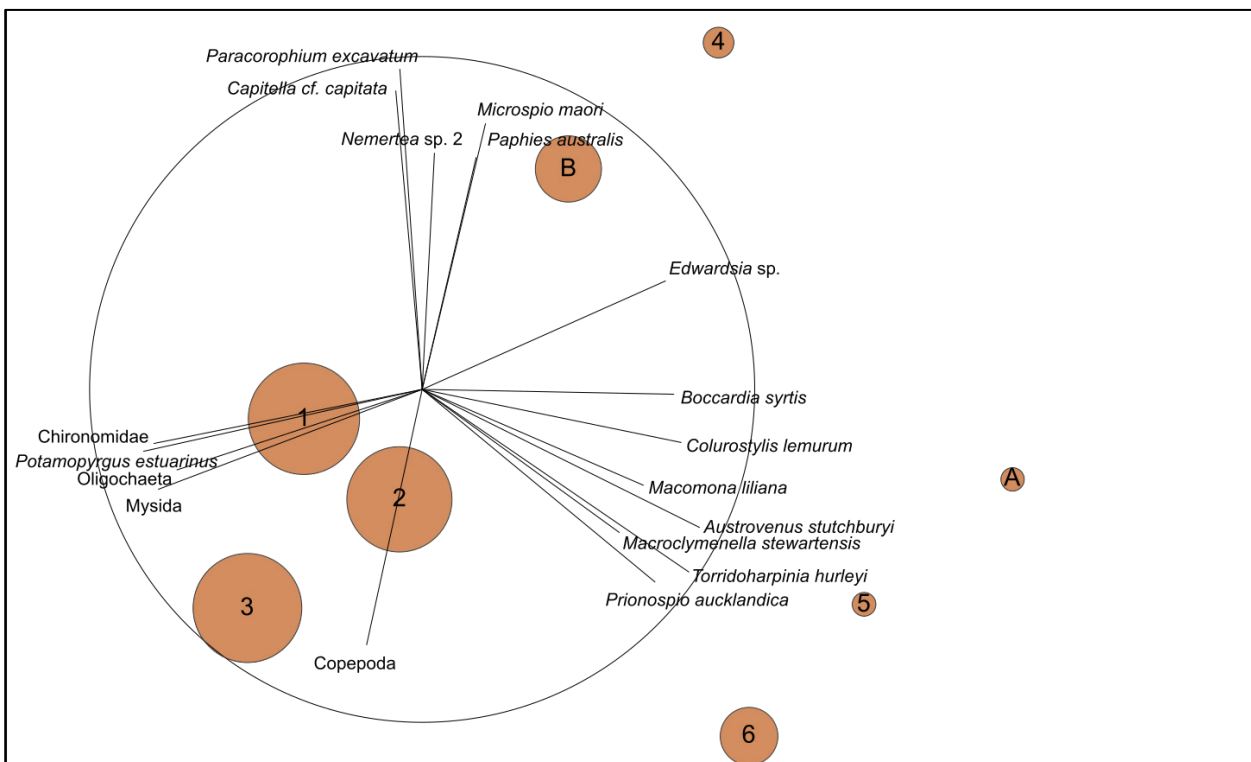 4
Paracorophium excavatum
Capitella cf. capitata
Microspio maori
Nemertea sp. 2
Paphies australis
B
Edwardsia sp.
Boccardia syrtis
1
Chironomidae
Colurostylis lemurum
Potamopyrgus estuarinus
Oligochaeta
A
Macomona liliana
2
Mysida
Austrovenus stutchburyi
Macroclymenella stewartensis
Torridoharpinia hurleyi
Prionospio aucklandica
5
3
Copepoda
6